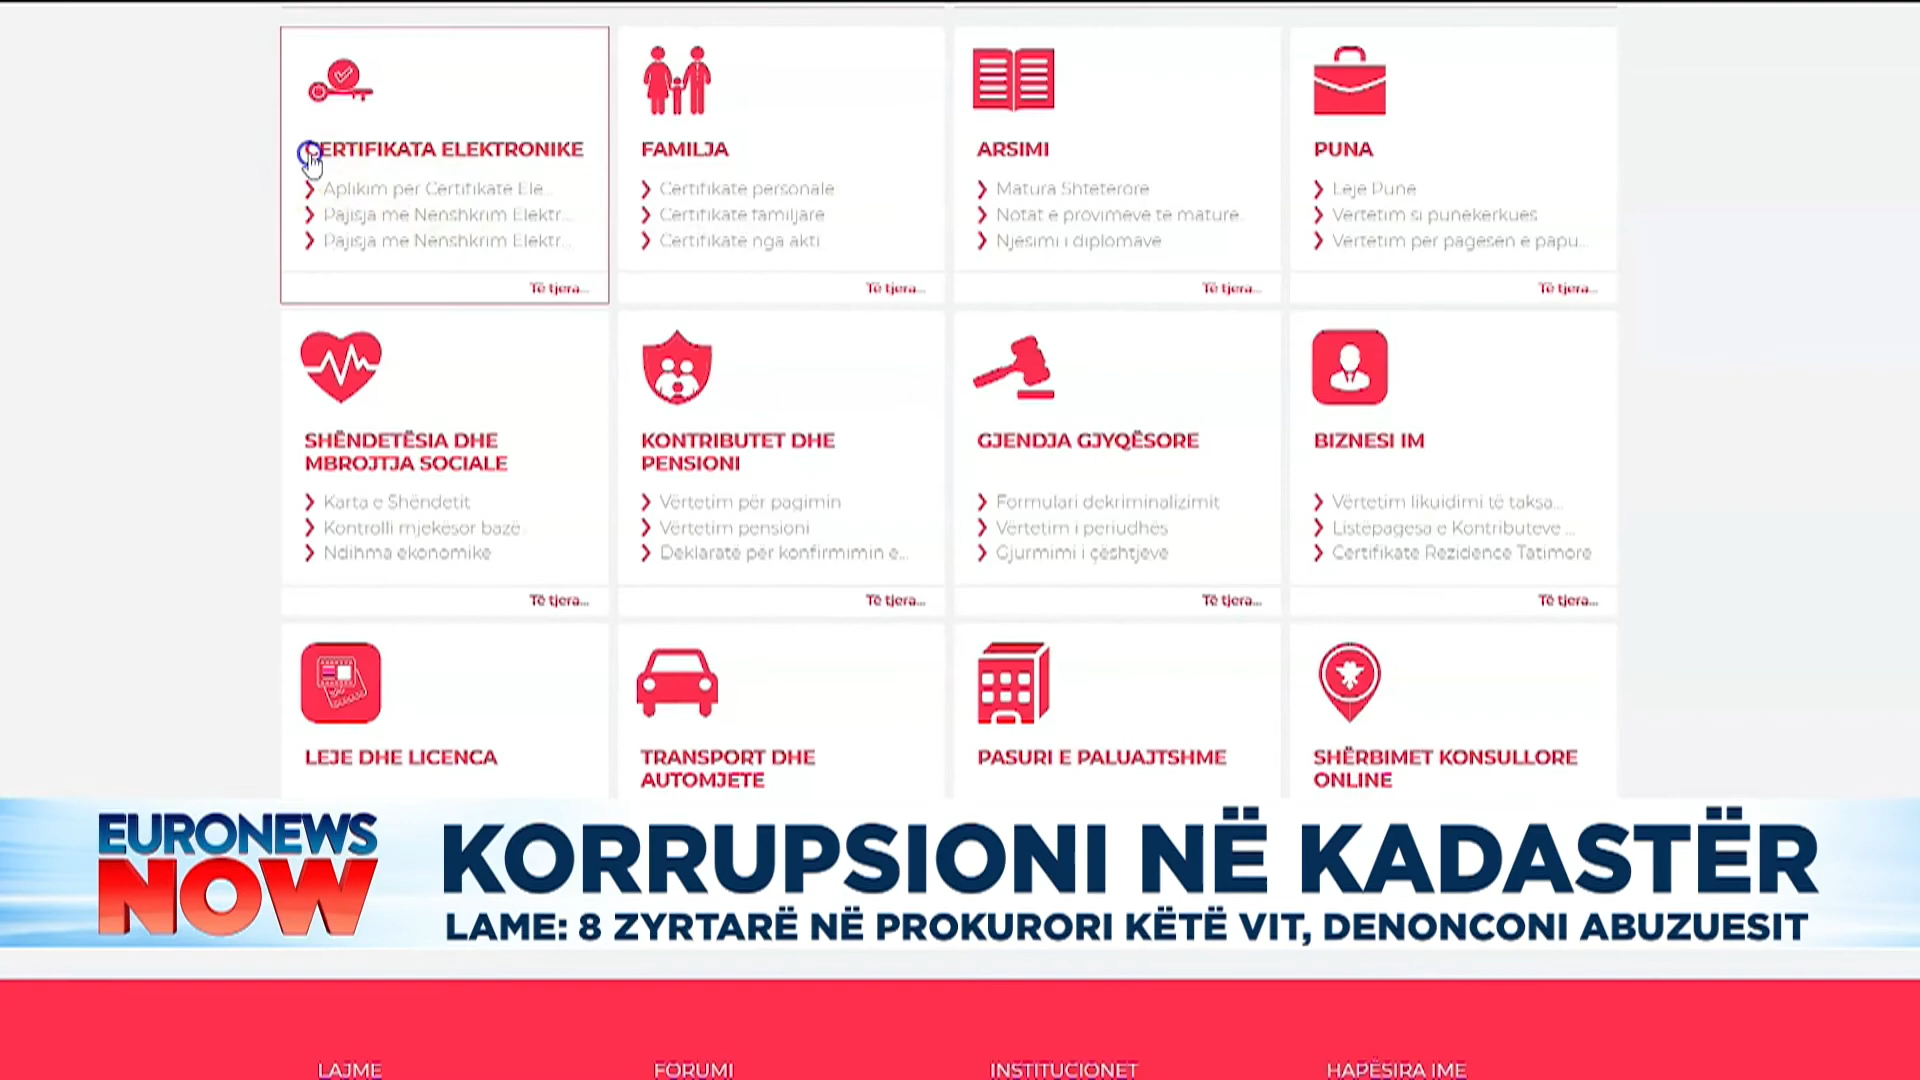 CERTIFIKATA ELEKTRONIKE
Aplikim për Certifikatë Ele...
Pajisja me Nënshkrim Elektr...
Pajisja me Nënshkrim Elektr...
Të tjera...
FAMILJA
Certifikatë personale
Certifikatë familjare
Certifikatë nga akti
Të tjera...
ARSIMI
Matura Shtetërore
Notat e provimeve të mature...
Njësimi i diplomave
Të tjera...
PUNA
Leje Pune
Vërtetim si punëkërkues
Vërtetim për pagesën e papu...
Të tjera...
SHËNDETËSIA DHE
MBROJTJA SOCIALE
Karta e Shëndetit
Kontrolli mjekësor bazë
Ndihma ekonomike
Të tjera...
KONTRIBUTET DHE
PENSIONI
Vërtetim për pagimin
Vërtetim pensioni
Deklaratë për konfirmimin e...
Të tjera...
GJENDJA GJYQËSORE
Formulari dekriminalizimit
Vërtetim i periudhës
Gjurmimi i çështjeve
Të tjera...
BIZNESI IM
Vërtetim likuidimi të taksa...
Listëpagesa e Kontributeve ...
Certifikatë Rezidence Tatimore
Të tjera...
LEJE DHE LICENCA
TRANSPORT DHE
AUTOMJETE
PASURI E PALUAJTSHME
SHËRBIMET KONSULLORE
ONLINE
EURONEWS
NOW
KORRUPSIONI NË KADASTËR
LAME: 8 ZYRTARË NË PROKURORI KËTË VIT, DENONCONI ABUZUESIT
LAJME
FORUMI
INSTITUCIONET
HAPËSIRA IME